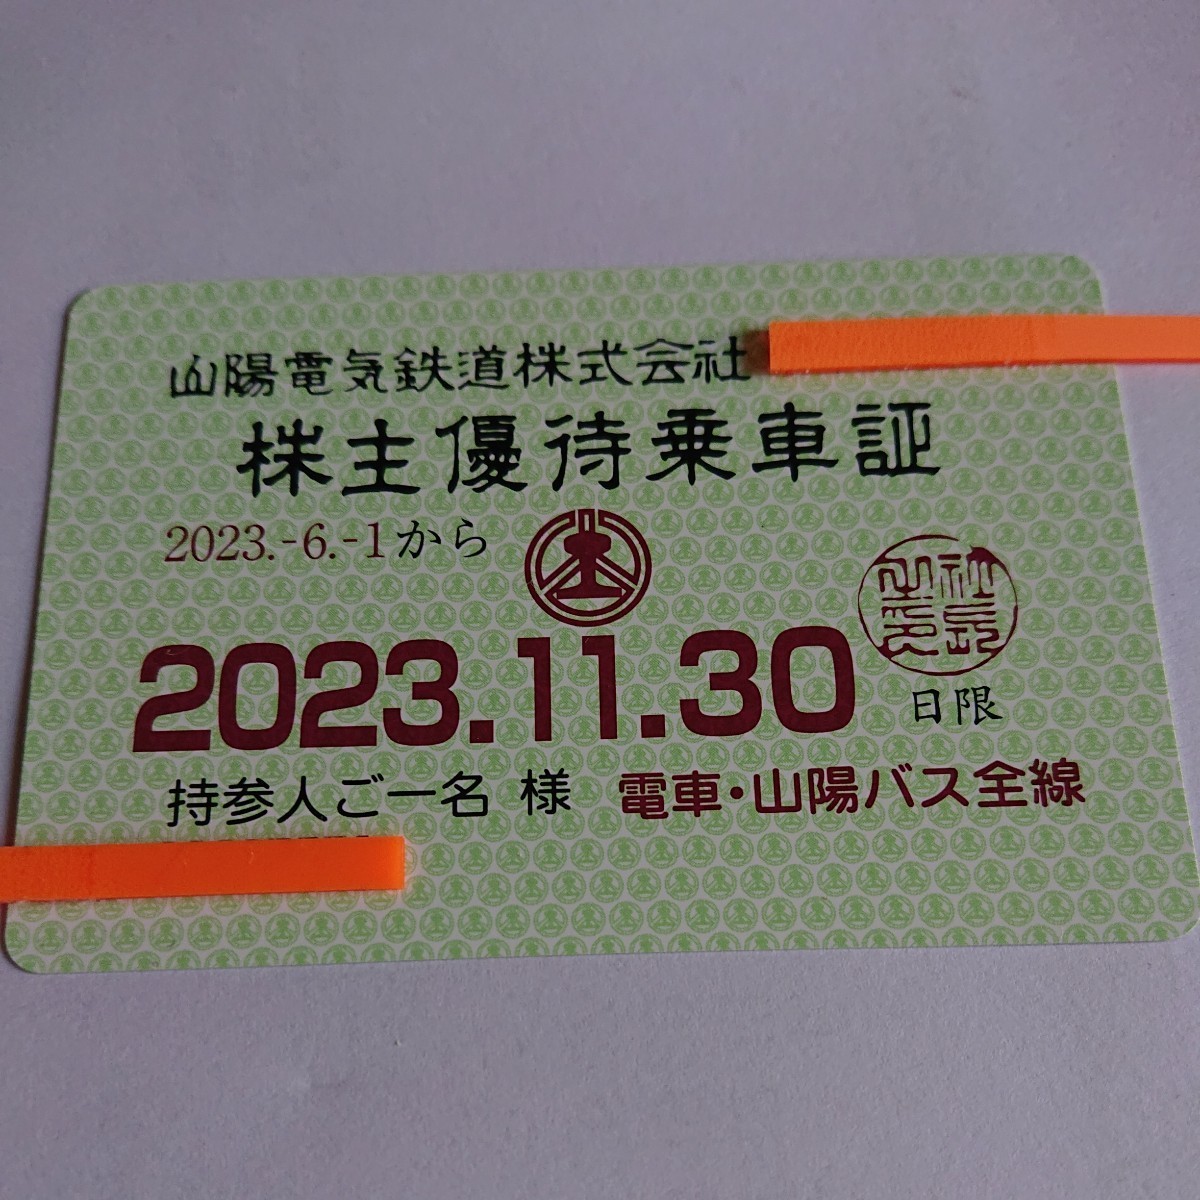 山陽電気鉄道株式会社
株主優待乗車証
2023.-6.-1から
2023.11.30
日限
持参人ご一名 様 電車・山陽バス全線